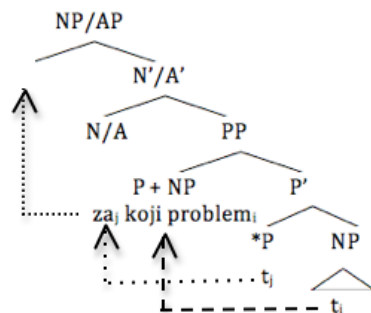 NP/AP
N'/A'
N/A PP
P + NP P'
zaⱼ koji problemᵢ
*P NP
tⱼ
tᵢ